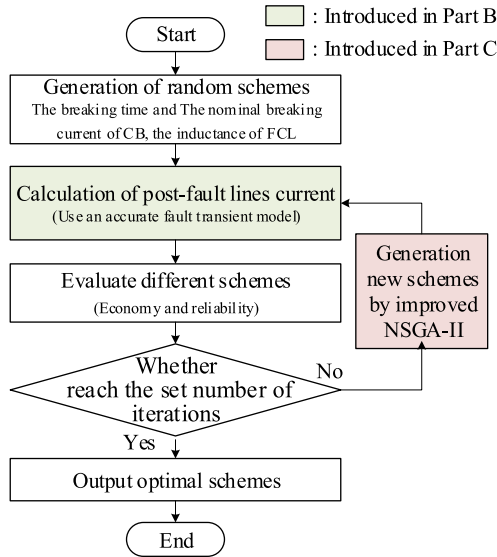 : Introduced in Part B
: Introduced in Part C
Start
Generation of random schemes
The breaking time and The nominal breaking
current of CB, the inductance of FCL
Calculation of post-fault lines current
(Use an accurate fault transient model)
Generation
new schemes
by improved
NSGA-II
Evaluate different schemes
(Economy and reliability)
Whether
reach the set number of
iterations
No
Yes
Output optimal schemes
End